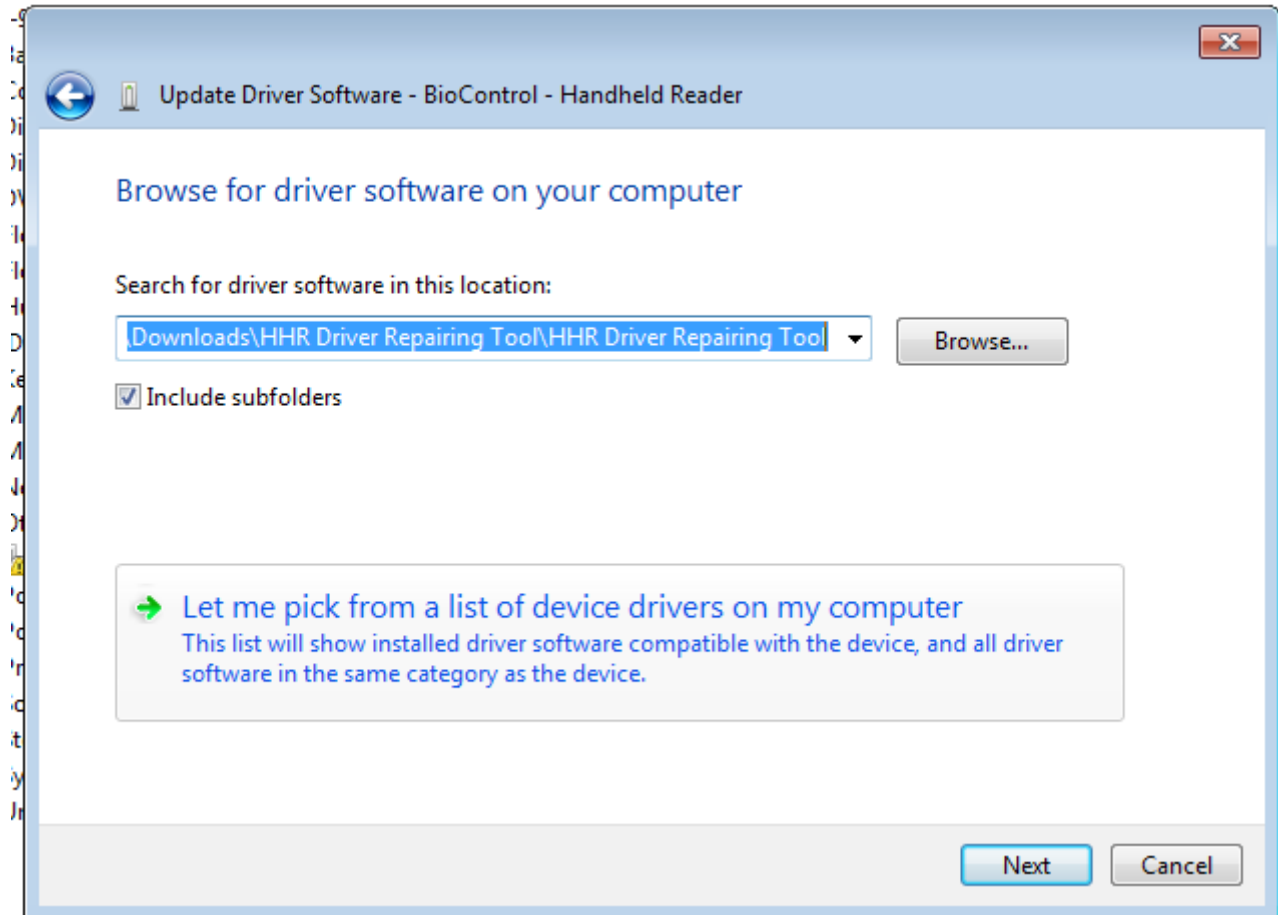 Update Driver Software - BioControl - Handheld Reader
Browse for driver software on your computer
Search for driver software in this location:
\Downloads\HHR Driver Repairing Tool\HHR Driver Repairing Tool
Browse...
Include subfolders
Let me pick from a list of device drivers on my computer
This list will show installed driver software compatible with the device, and all driver
software in the same category as the device.
Next
Cancel